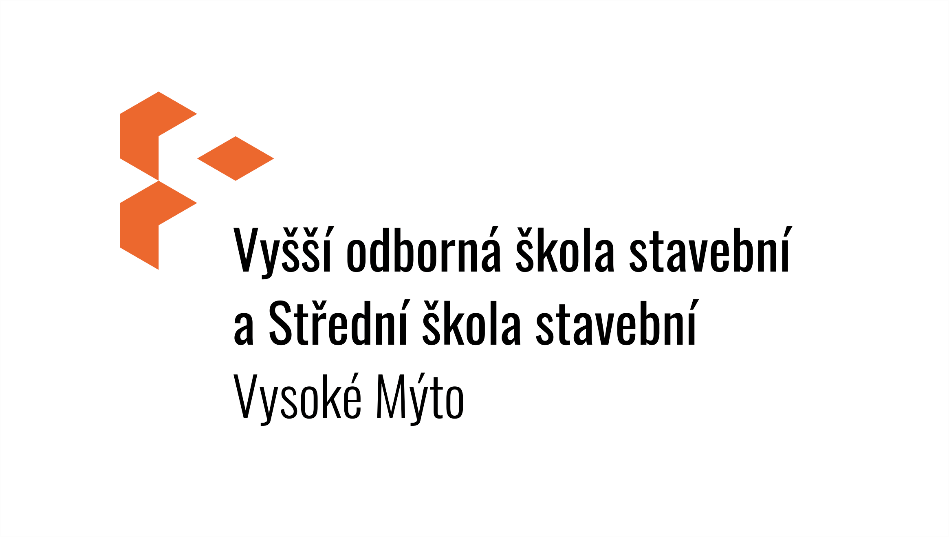 Vyšší odborná škola stavební
a Střední škola stavební
Vysoké Mýto